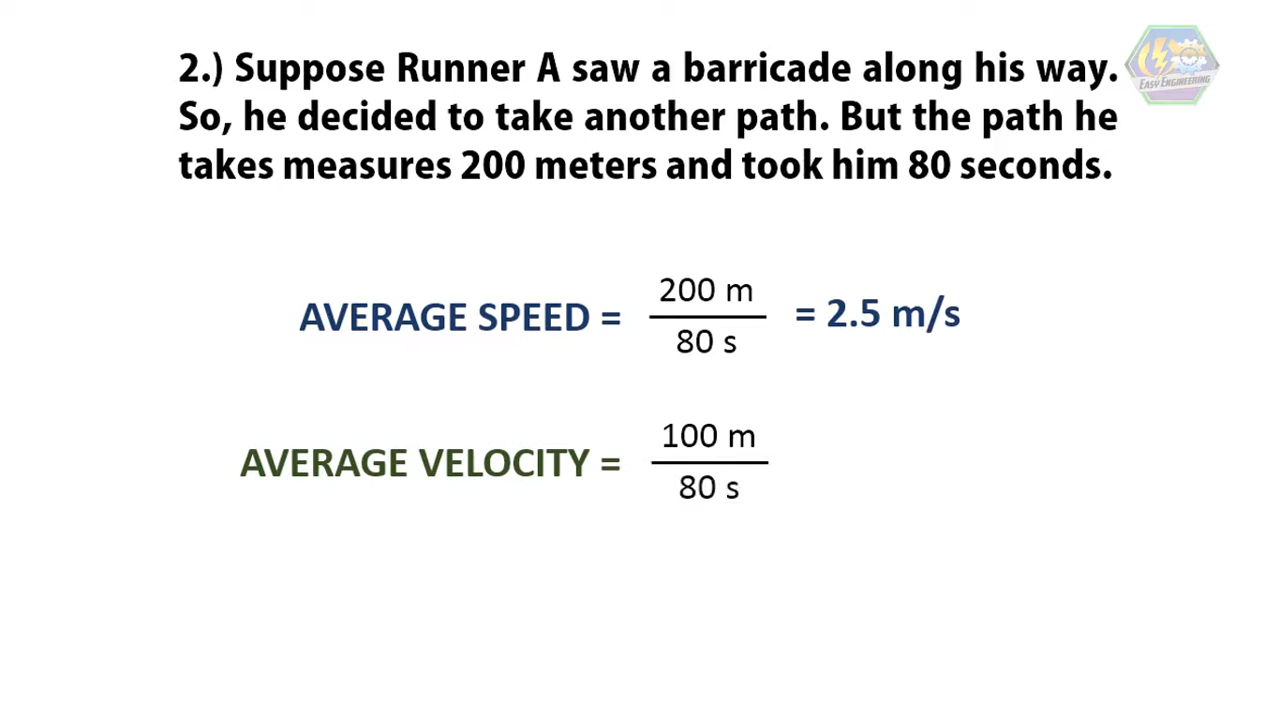 2.) Suppose Runner A saw a barricade along his way.
So, he decided to take another path. But the path he
takes measures 200 meters and took him 80 seconds.
EASY ENGINEERING
AVERAGE SPEED = 200 m / 80 s = 2.5 m/s
AVERAGE VELOCITY = 100 m / 80 s